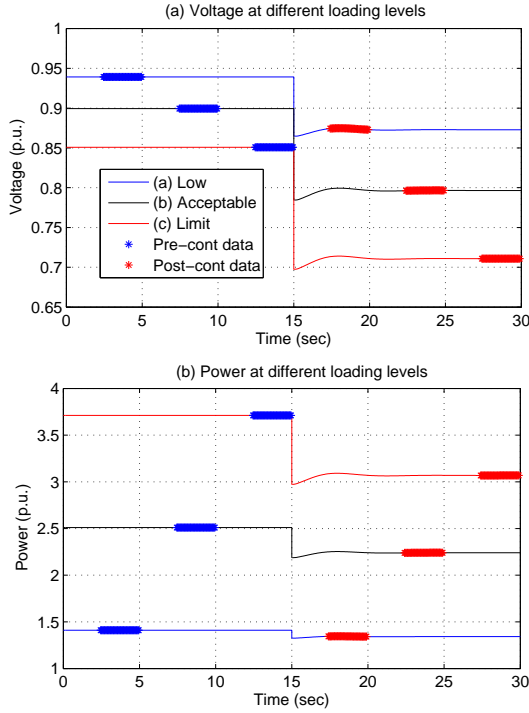 (a) Voltage at different loading levels
1
0.95
0.9
0.85
0.8
0.75
0.7
0.65
Voltage (p.u.)
(a) Low
(b) Acceptable
(c) Limit
Pre−cont data
Post−cont data
0 5 10 15 20 25 30
Time (sec)
(b) Power at different loading levels
4
3.5
3
2.5
2
1.5
1
Power (p.u.)
0 5 10 15 20 25 30
Time (sec)